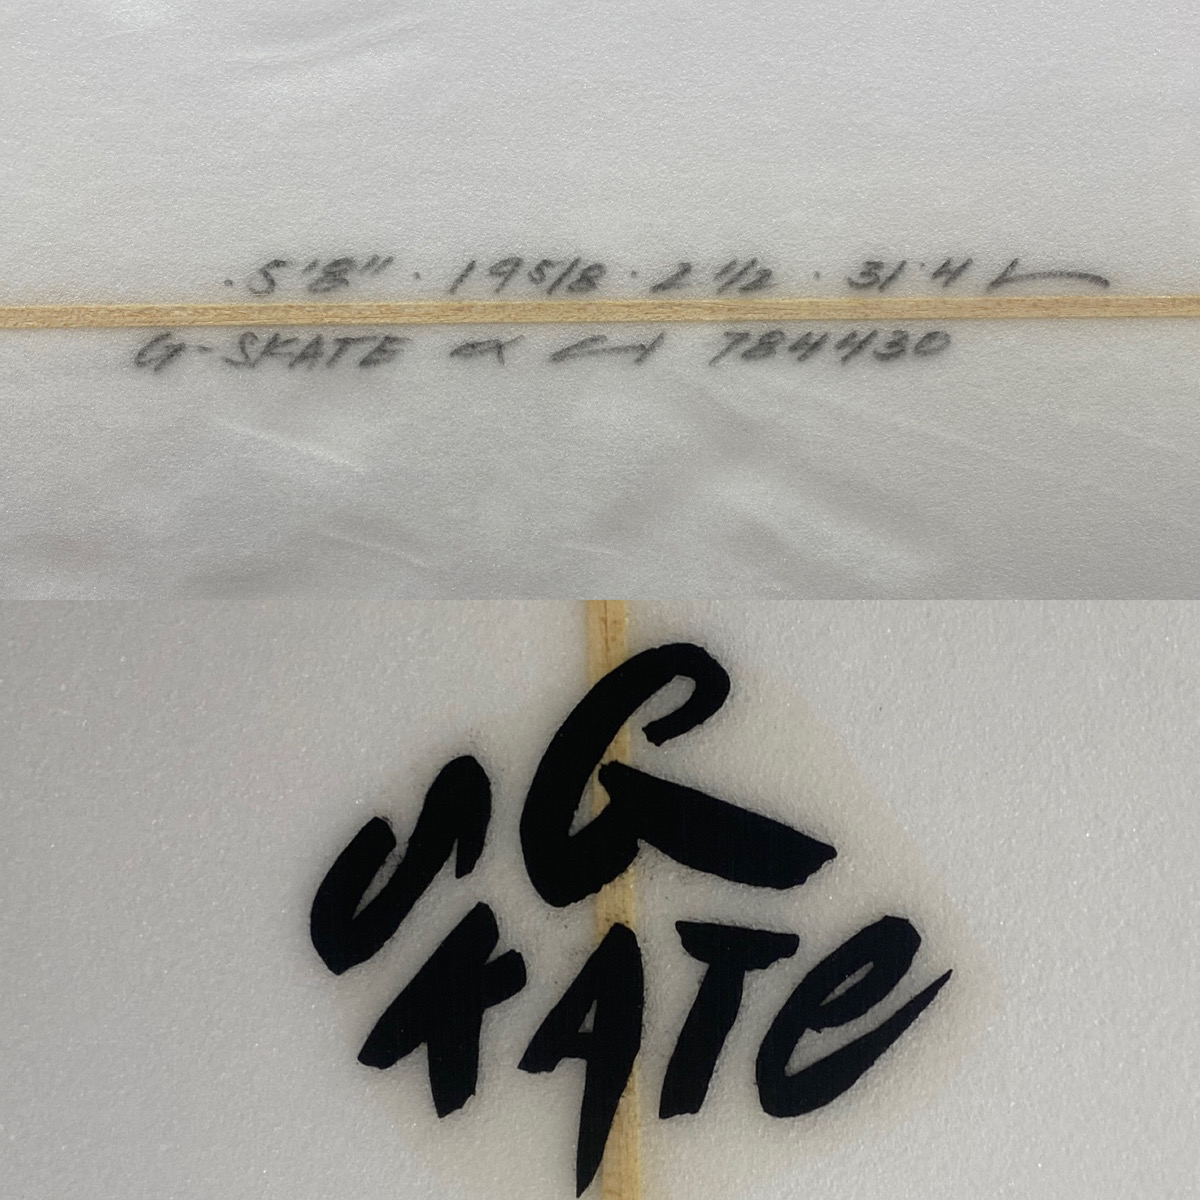 . 5'8" . 19 5/8 . 2 1/2 . 31.4 L
G-SKATE 784430
G
SKATE